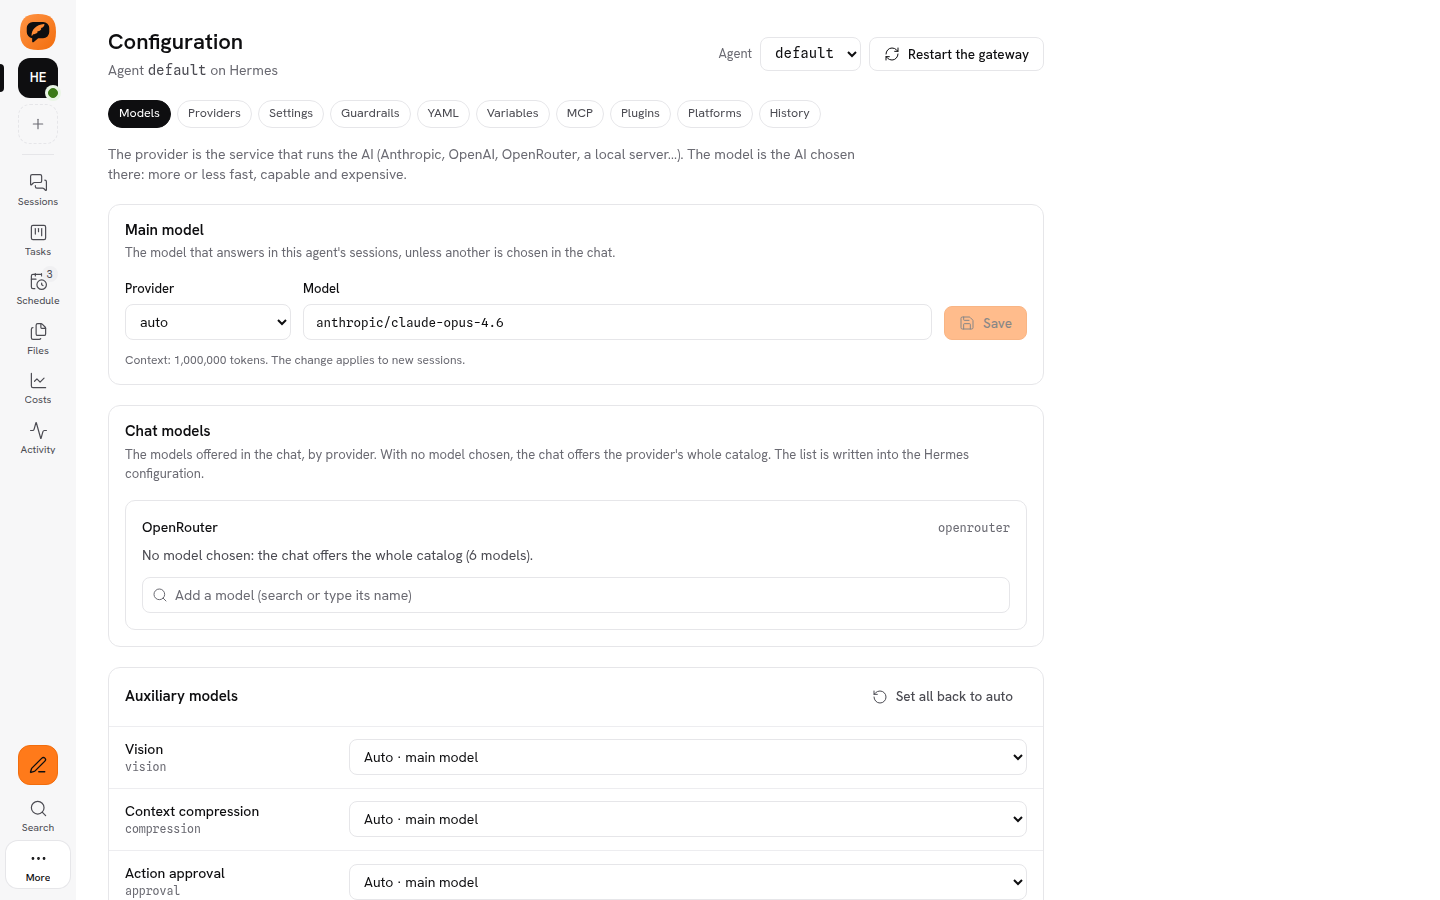 HE
Sessions
Tasks
3
Schedule
Files
Costs
Activity
Search
More
Configuration
Agent default on Hermes
Agent
default
Restart the gateway
Models
Providers
Settings
Guardrails
YAML
Variables
MCP
Plugins
Platforms
History
The provider is the service that runs the AI (Anthropic, OpenAI, OpenRouter, a local server...). The model is the AI chosen
there: more or less fast, capable and expensive.
Main model
The model that answers in this agent's sessions, unless another is chosen in the chat.
Provider
Model
auto
anthropic/claude-opus-4.6
Save
Context: 1,000,000 tokens. The change applies to new sessions.
Chat models
The models offered in the chat, by provider. With no model chosen, the chat offers the provider's whole catalog. The list is written into the Hermes
configuration.
OpenRouter
openrouter
No model chosen: the chat offers the whole catalog (6 models).
Add a model (search or type its name)
Auxiliary models
Set all back to auto
Vision
vision
Auto · main model
Context compression
compression
Auto · main model
Action approval
approval
Auto · main model